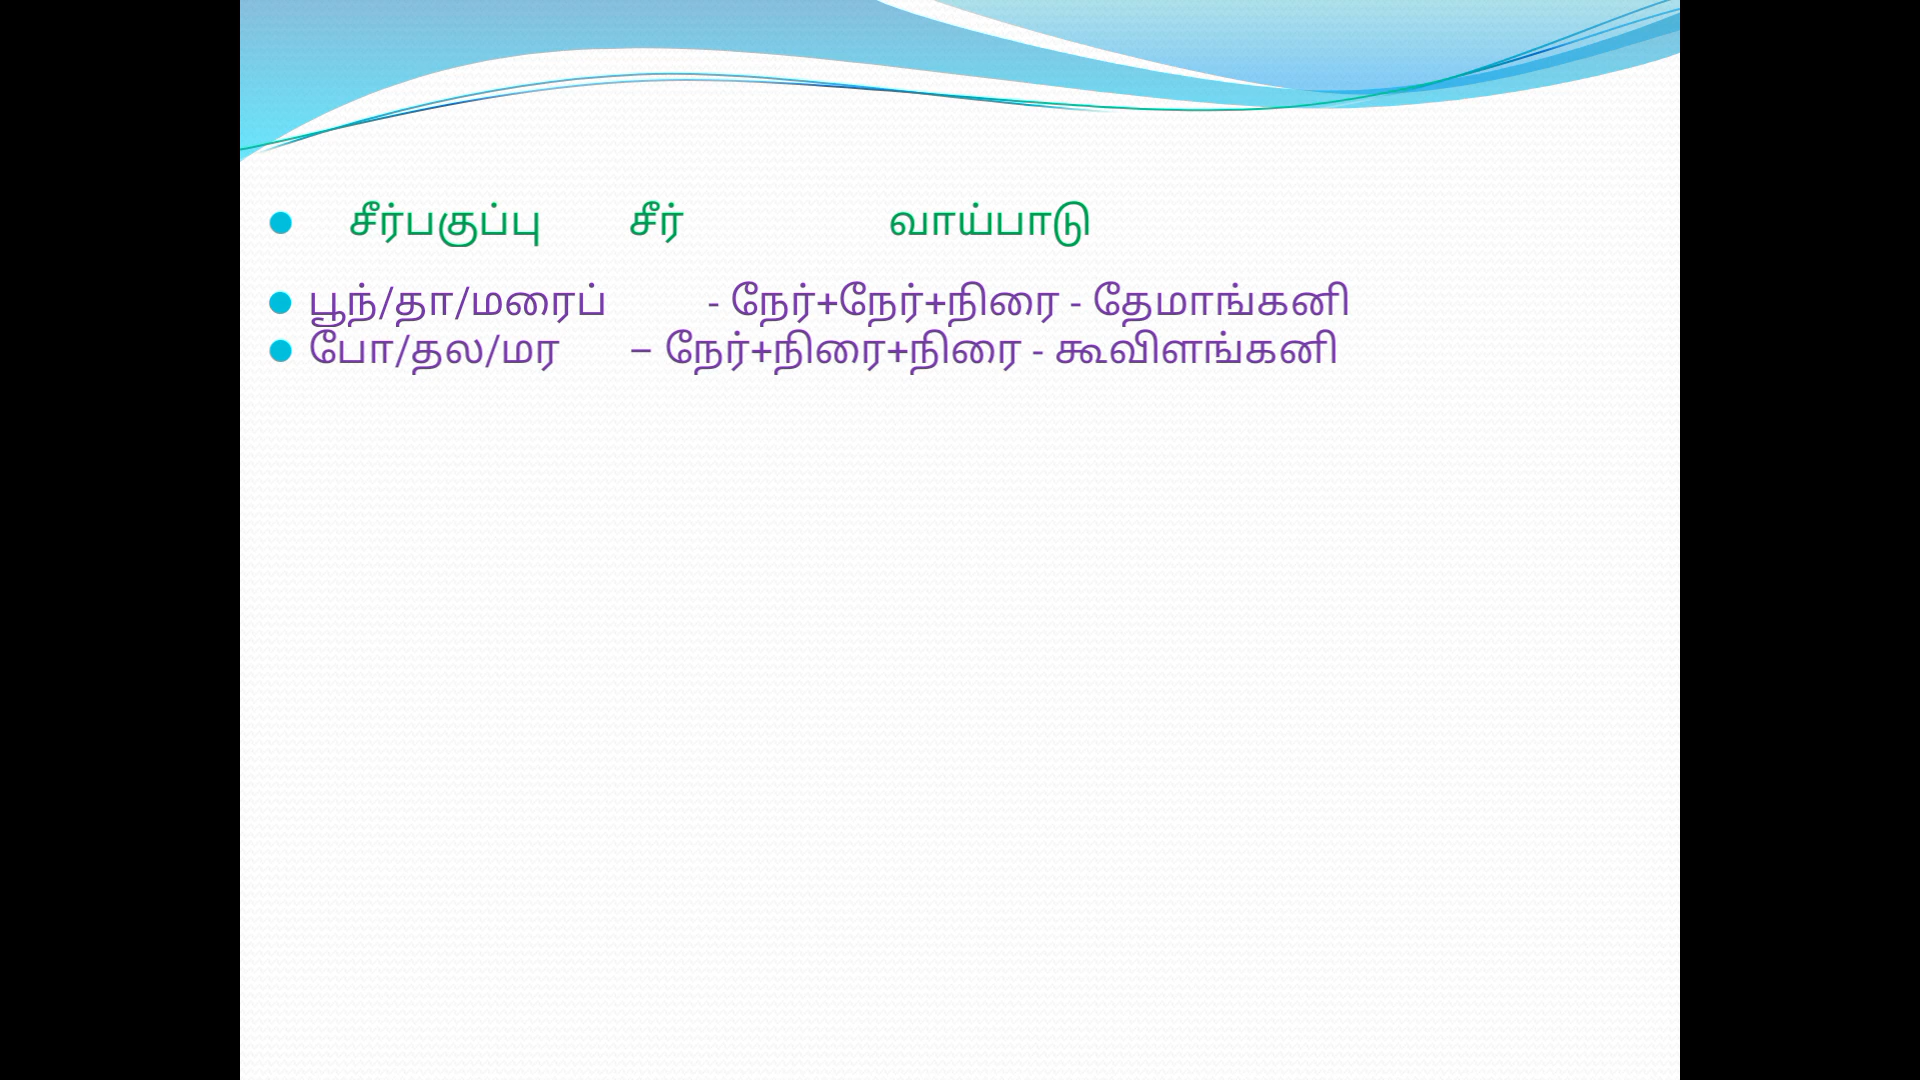 சீர்பகுப்பு சீர் வாய்பாடு
பூந்/தா/மரைப் - நேர்+நேர்+நிரை - தேமாங்கனி
போ/தல/மர – நேர்+நிரை+நிரை - கூவிளங்கனி